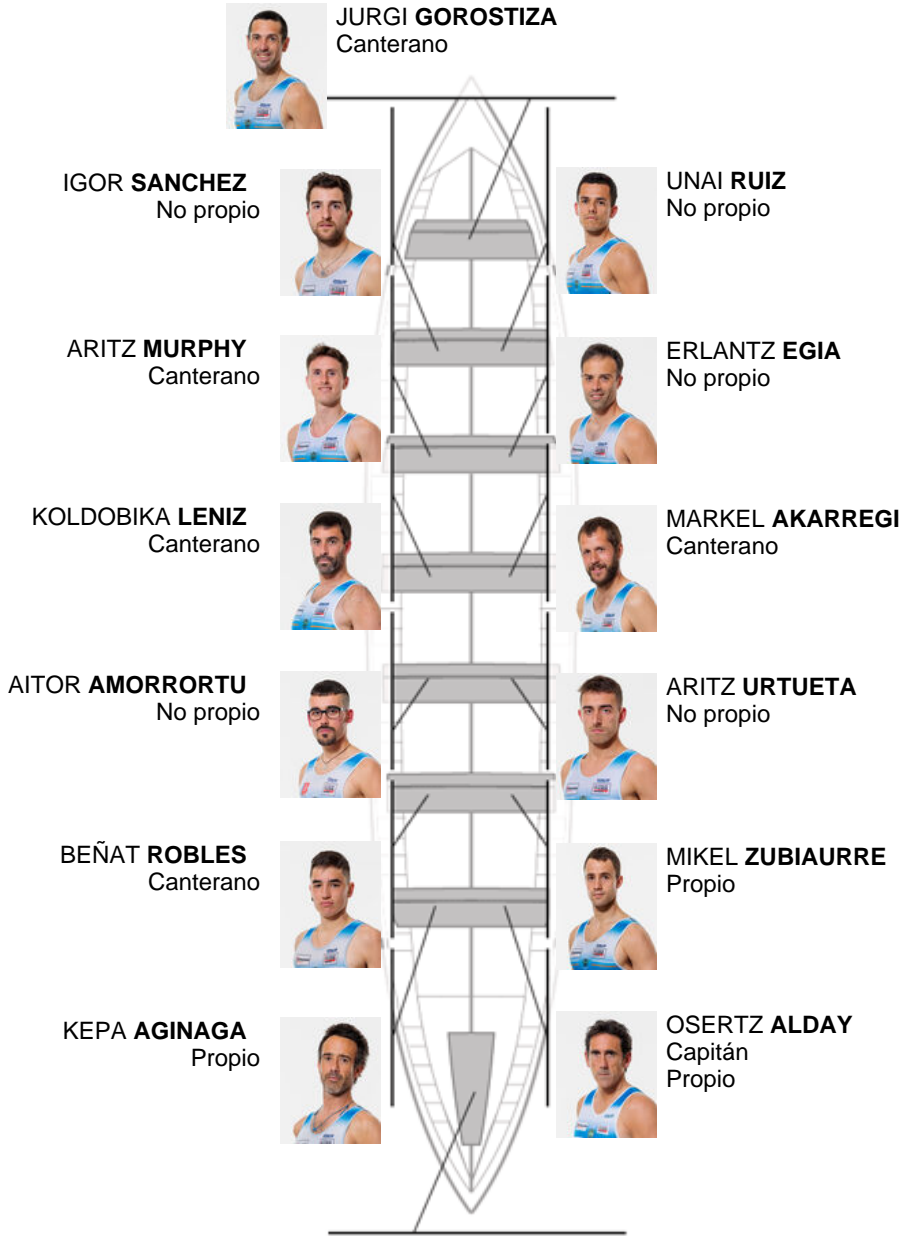 JURGI GOROSTIZA
Canterano
IGOR SANCHEZ
No propio
UNAI RUIZ
No propio
ARITZ MURPHY
Canterano
ERLANTZ EGIA
No propio
KOLDOBIKA LENIZ
Canterano
MARKEL AKARREGI
Canterano
AITOR AMORRORTU
No propio
ARITZ URTUETA
No propio
BEÑAT ROBLES
Canterano
MIKEL ZUBIAURRE
Propio
KEPA AGINAGA
Propio
OSERTZ ALDAY
Capitán
Propio